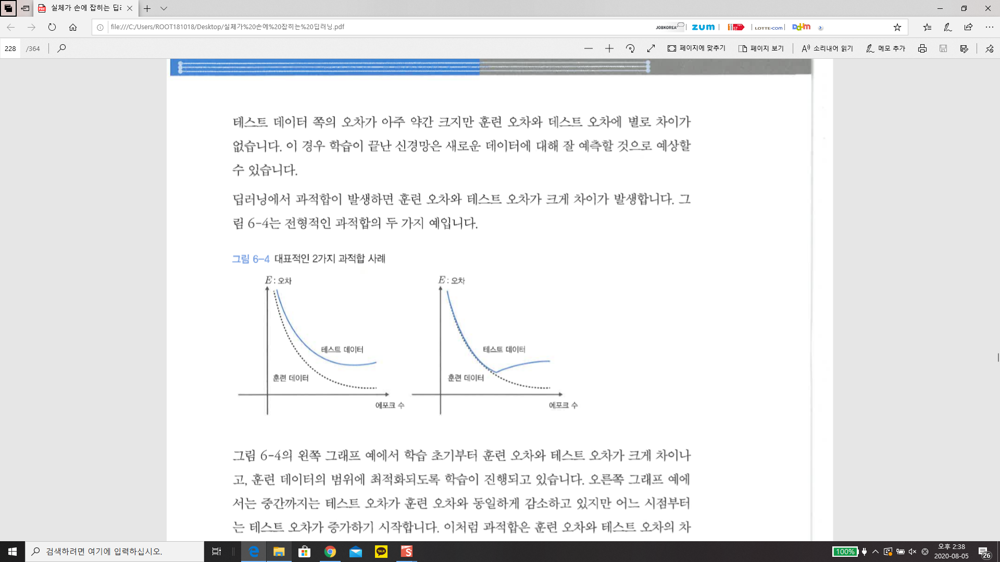 실체가 손에 잡히는 딥러
file:///C:/Users/ROOT181018/Desktop/실체가%20손에%20잡히는%20딥러닝.pdf
JOBKOREA
zum
11ST
LOTTE.COM
228 /364
페이지에 맞추기
페이지 보기
소리내어 읽기
메모 추가
테스트 데이터 쪽의 오차가 아주 약간 크지만 훈련 오차와 데스트 오차에 별로 차이가
없습니다. 이 경우 학습이 끝난 신경망은 새로운 데이터에 대해 잘 예측할 것으로 예상할
수 있습니다.
딥러닝에서 과적합이 발생하면 훈련 오차와 테스트 오차가 크게 차이가 발생합니다. 그
림 6-4는 전형적인 과적합의 두 가지 예입니다.
그림 6-4 대표적인 2가지 과적합 사례
E : 오차
테스트 데이터
훈련 데이터
에포크 수
E : 오차
테스트 데이터
훈련 데이터
에포크 수
그림 6-4의 왼쪽 그래프 예에서 학습 초기부터 훈련 오차와 테스트 오차가 크게 차이나
고, 훈련 데이터의 범위에 최적화되도록 학습이 진행되고 있습니다. 오른쪽 그래프 예에
서는 중간까지는 테스트 오차가 훈련 오차와 동일하게 감소하고 있지만 어느 시점부터
는 테스트 오차가 증가하기 시작합니다. 이처럼 과적합은 훈련 오차와 테스트 오차의 차
검색하려면 여기에 입력하십시오.
TALK
100%
오후 2:38
2020-08-05
26